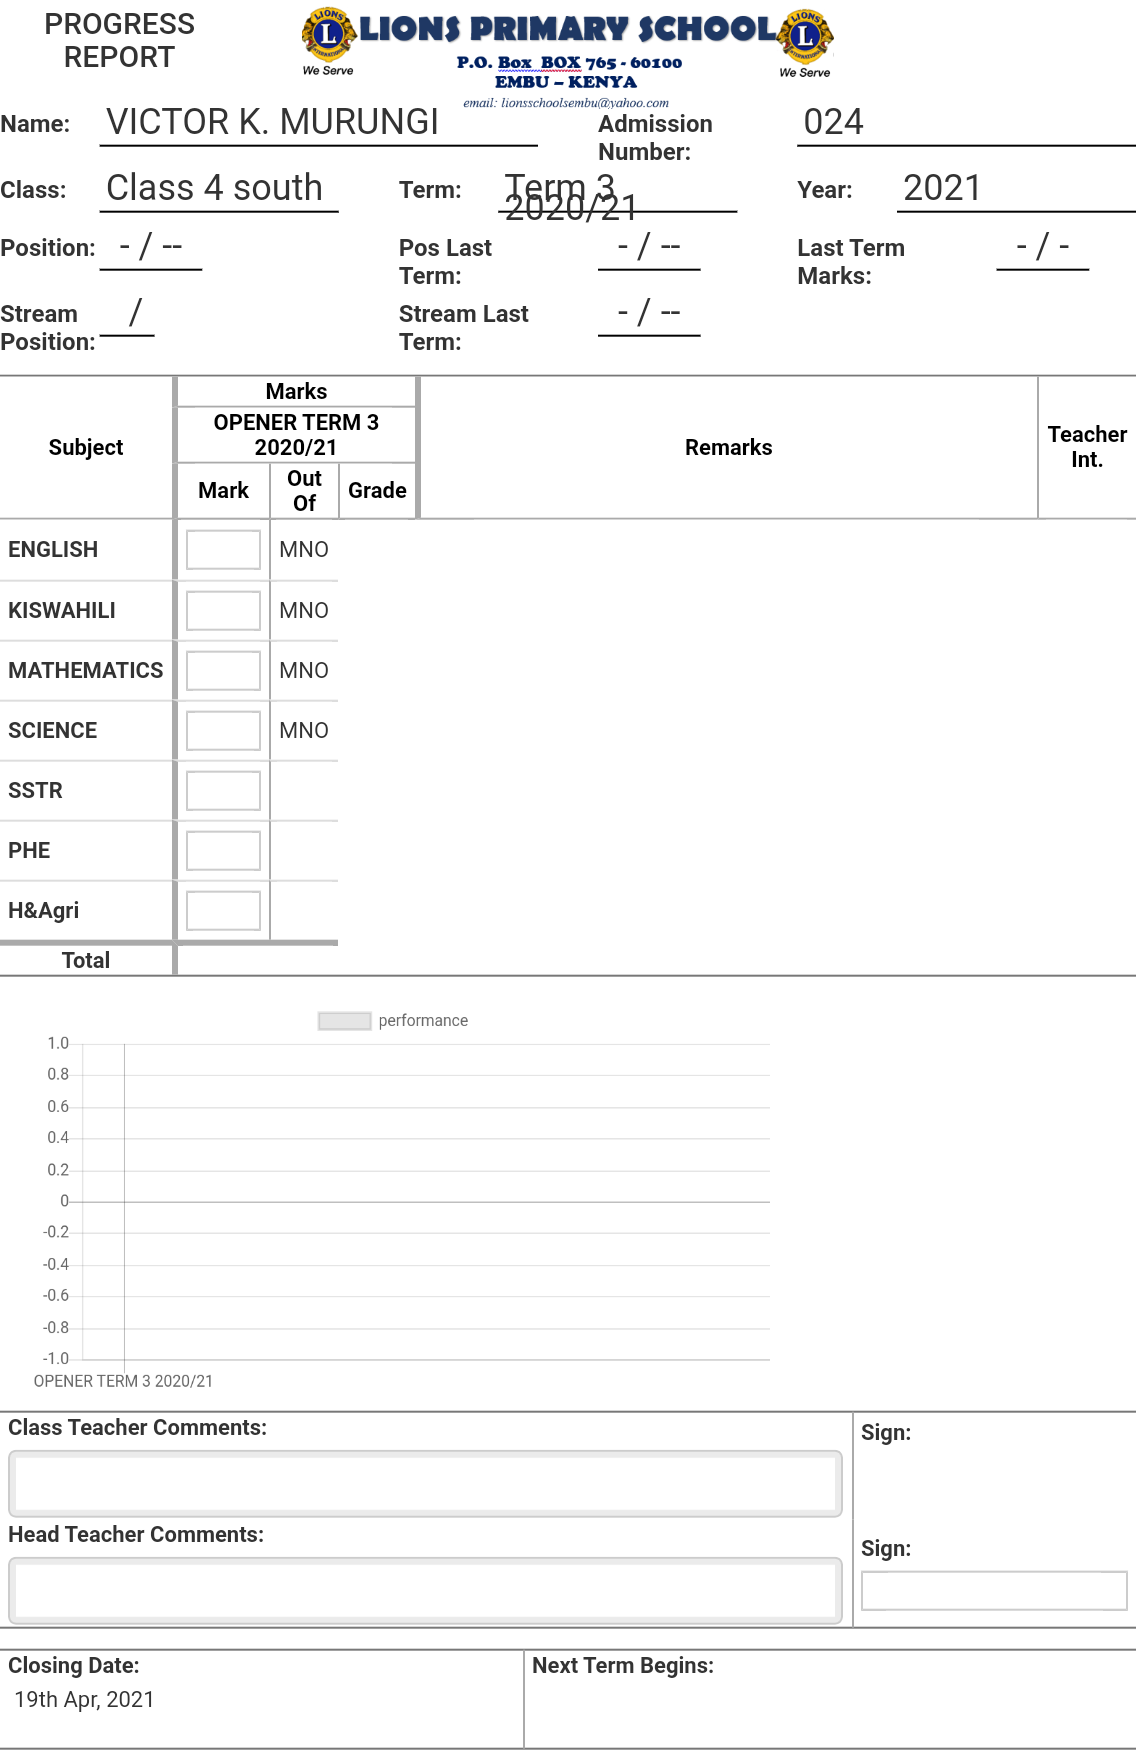 PROGRESS
REPORT
LIONS PRIMARY SCHOOL
We Serve
We Serve
P.O. Box BOX 765 - 60100
EMBU – KENYA
email: lionsschoolsembu@yahoo.com
Name: VICTOR K. MURUNGI Admission Number: 024
Class: Class 4 south Term: Term 3 2020/21 Year: 2021
Position: - / -- Pos Last Term: - / -- Last Term Marks: - / -
Stream Position: / Stream Last Term: - / --
Subject Marks Remarks Teacher Int.
OPENER TERM 3 2020/21
Mark Out Of Grade
ENGLISH MNO
KISWAHILI MNO
MATHEMATICS MNO
SCIENCE MNO
SSTR
PHE
H&Agri
Total
performance
1.0
0.8
0.6
0.4
0.2
0
-0.2
-0.4
-0.6
-0.8
-1.0
OPENER TERM 3 2020/21
Class Teacher Comments: Sign:
Head Teacher Comments: Sign:
Closing Date: Next Term Begins:
19th Apr, 2021